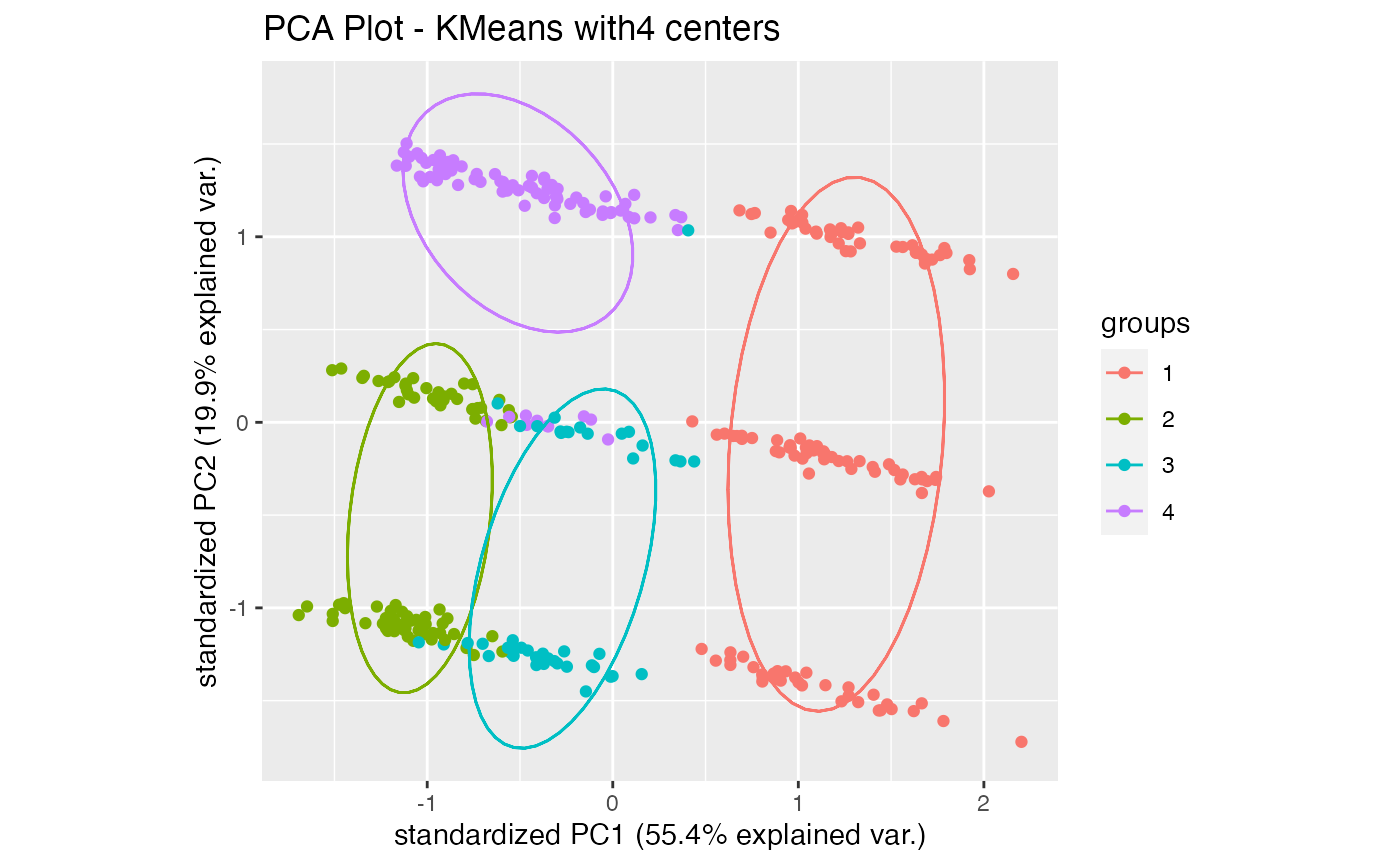 PCA Plot - KMeans with4 centers
standardized PC2 (19.9% explained var.)
1
0
-1
-1
0
1
2
standardized PC1 (55.4% explained var.)
groups
1
2
3
4